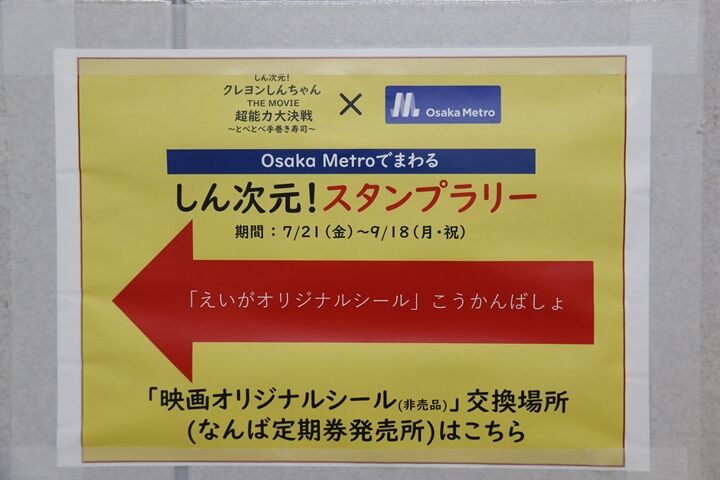 しん次元!
クレヨンしんちゃん
THE MOVIE
超能力大決戦
~とべとべ手巻き寿司~
×
Osaka Metro
Osaka Metroでまわる
しん次元!スタンプラリー
期間:7/21(金)~9/18(月・祝)
「えいがオリジナルシール」こうかんばしょ
「映画オリジナルシール(非売品)」交換場所
(なんば定期券発売所)はこちら